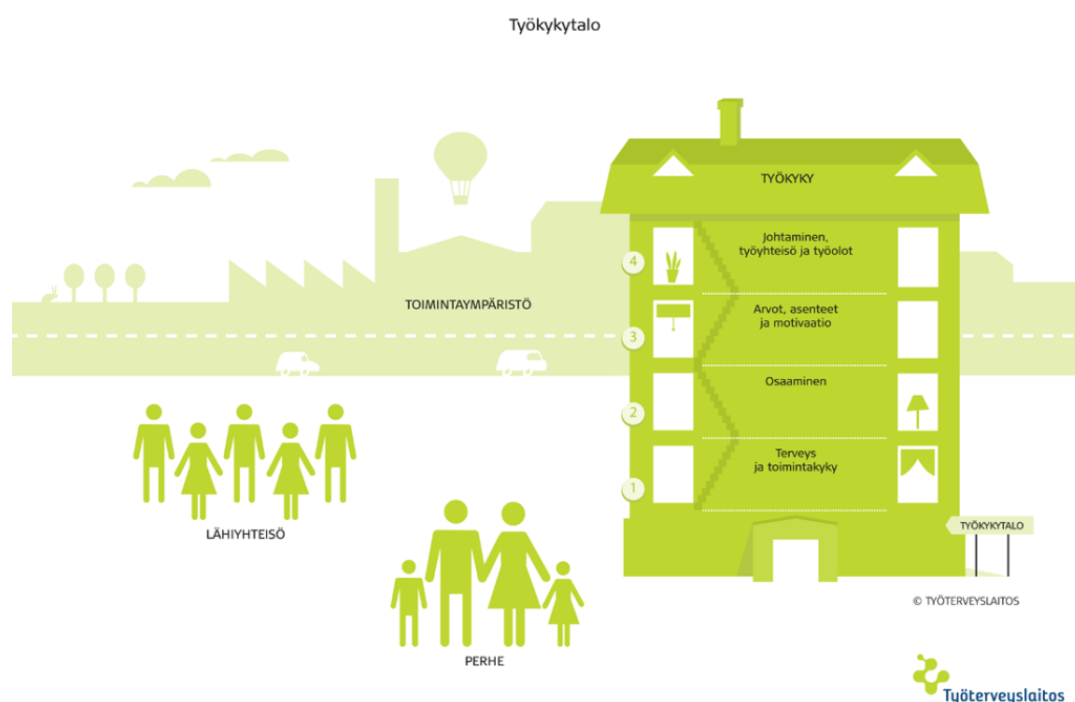 Työkykytalo
TYÖKYKY
4
Johtaminen,
työyhteisö ja työolot
TOIMINTAYMPÄRISTÖ
3
Arvot, asenteet
ja motivaatio
2
Osaaminen
1
Terveys
ja toimintakyky
LÄHIYHTEISÖ
TYÖKYKYTALO
PERHE
© TYÖTERVEYSLAITOS
Työterveyslaitos